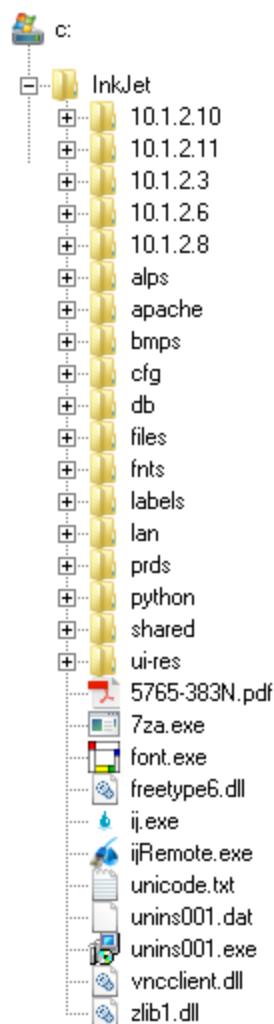 c:
InkJet
10.1.2.10
10.1.2.11
10.1.2.3
10.1.2.6
10.1.2.8
alps
apache
bmps
cfg
db
files
fnts
labels
lan
prds
python
shared
ui-res
5765-383N.pdf
7za.exe
font.exe
freetype6.dll
ij.exe
ijRemote.exe
unicode.txt
unins001.dat
unins001.exe
vncclient.dll
zlib1.dll